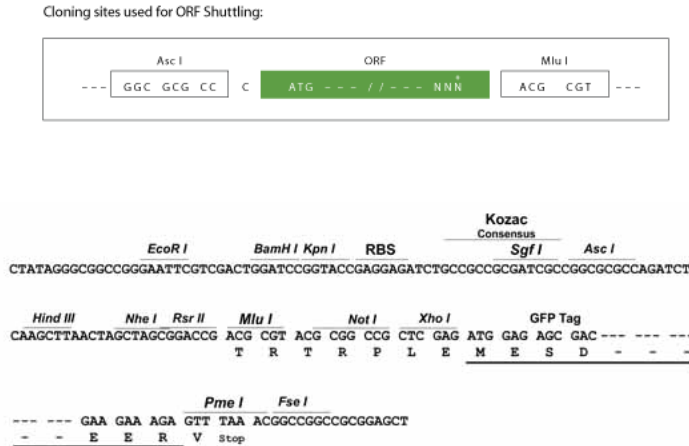 Cloning sites used for ORF Shuttling:
Asc I ORF Mlu I
--- GGC GCG CC C ATG --- // --- NNN* ACG CGT ---
Kozac
Consensus
EcoR I BamH I Kpn I RBS Sgf I Asc I
CTATAGGGCGGCCGGGAATTCGTCGACTGGATCCGGTACCGAGGAGATCTGCCGCCGCGATCGCCGGCGCGCCAGATCT
Hind III Nhe I Rsr II Mlu I Not I Xho I GFP Tag
CAAGCTTAACTAGCTAGCGGACCG ACG CGT ACG CGG CCG CTC GAG ATG GAG AGC GAC--- --- ---
T R T R P L E M E S D - - -
Pme I Fse I
--- --- GAA GAA AGA GTT TAA ACGGCCGGCCGCGGAGCT
- - E E R V Stop